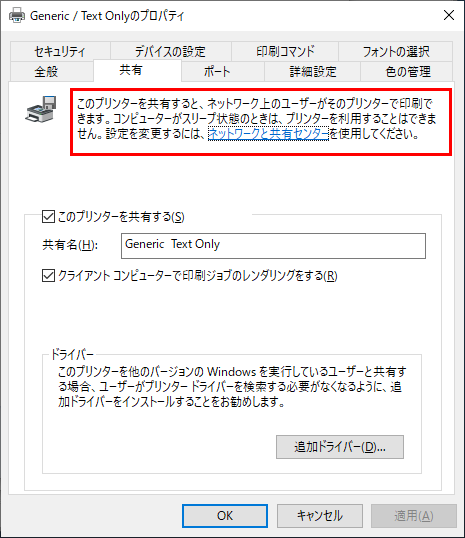 Generic / Text Onlyのプロパティ
セキュリティ デバイスの設定 印刷コマンド フォントの選択
全般 共有 ポート 詳細設定 色の管理
このプリンターを共有すると、ネットワーク上のユーザーがそのプリンターで印刷で
きます。コンピューターがスリープ状態のときは、プリンターを利用することはできま
せん。設定を変更するには、ネットワークと共有センターを使用してください。
このプリンターを共有する(S)
共有名(H): Generic Text Only
クライアント コンピューターで印刷ジョブのレンダリングをする(R)
ドライバー
このプリンターを他のバージョンの Windows を実行しているユーザーと共有す
る場合、ユーザーがプリンター ドライバーを検索する必要がなくなるように、追
加ドライバーをインストールすることをお勧めします。
追加ドライバー(D)...
OK キャンセル 適用(A)